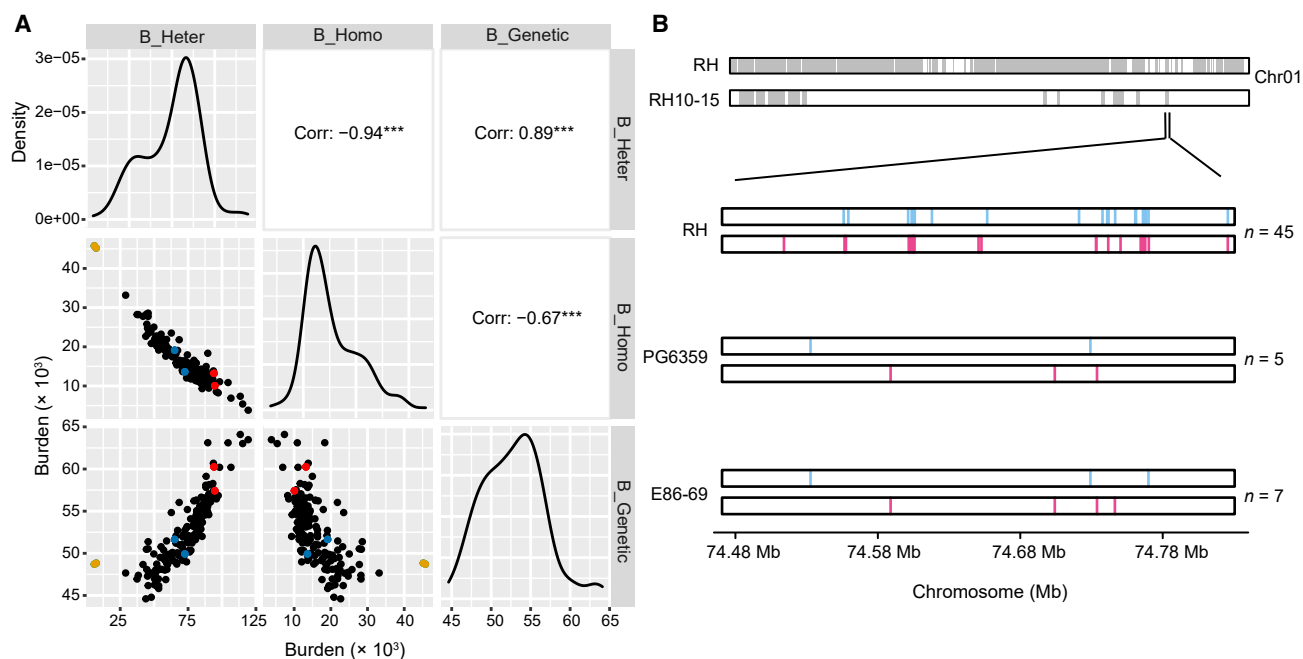 A
B_Heter
B_Homo
B_Genetic
3e−05
2e−05
1e−05
0e+00
Density
Corr: −0.94***
Corr: 0.89***
B_Heter
40
30
20
10
Corr: −0.67***
B_Homo
Burden (× 10³)
65
60
55
50
45
B_Genetic
25
75
125
10
20
30
40
45
50
55
60
65
Burden (× 10³)
B
RH
Chr01
RH10-15
RH
n = 45
PG6359
n = 5
E86-69
n = 7
74.48 Mb
74.58 Mb
74.68 Mb
74.78 Mb
Chromosome (Mb)